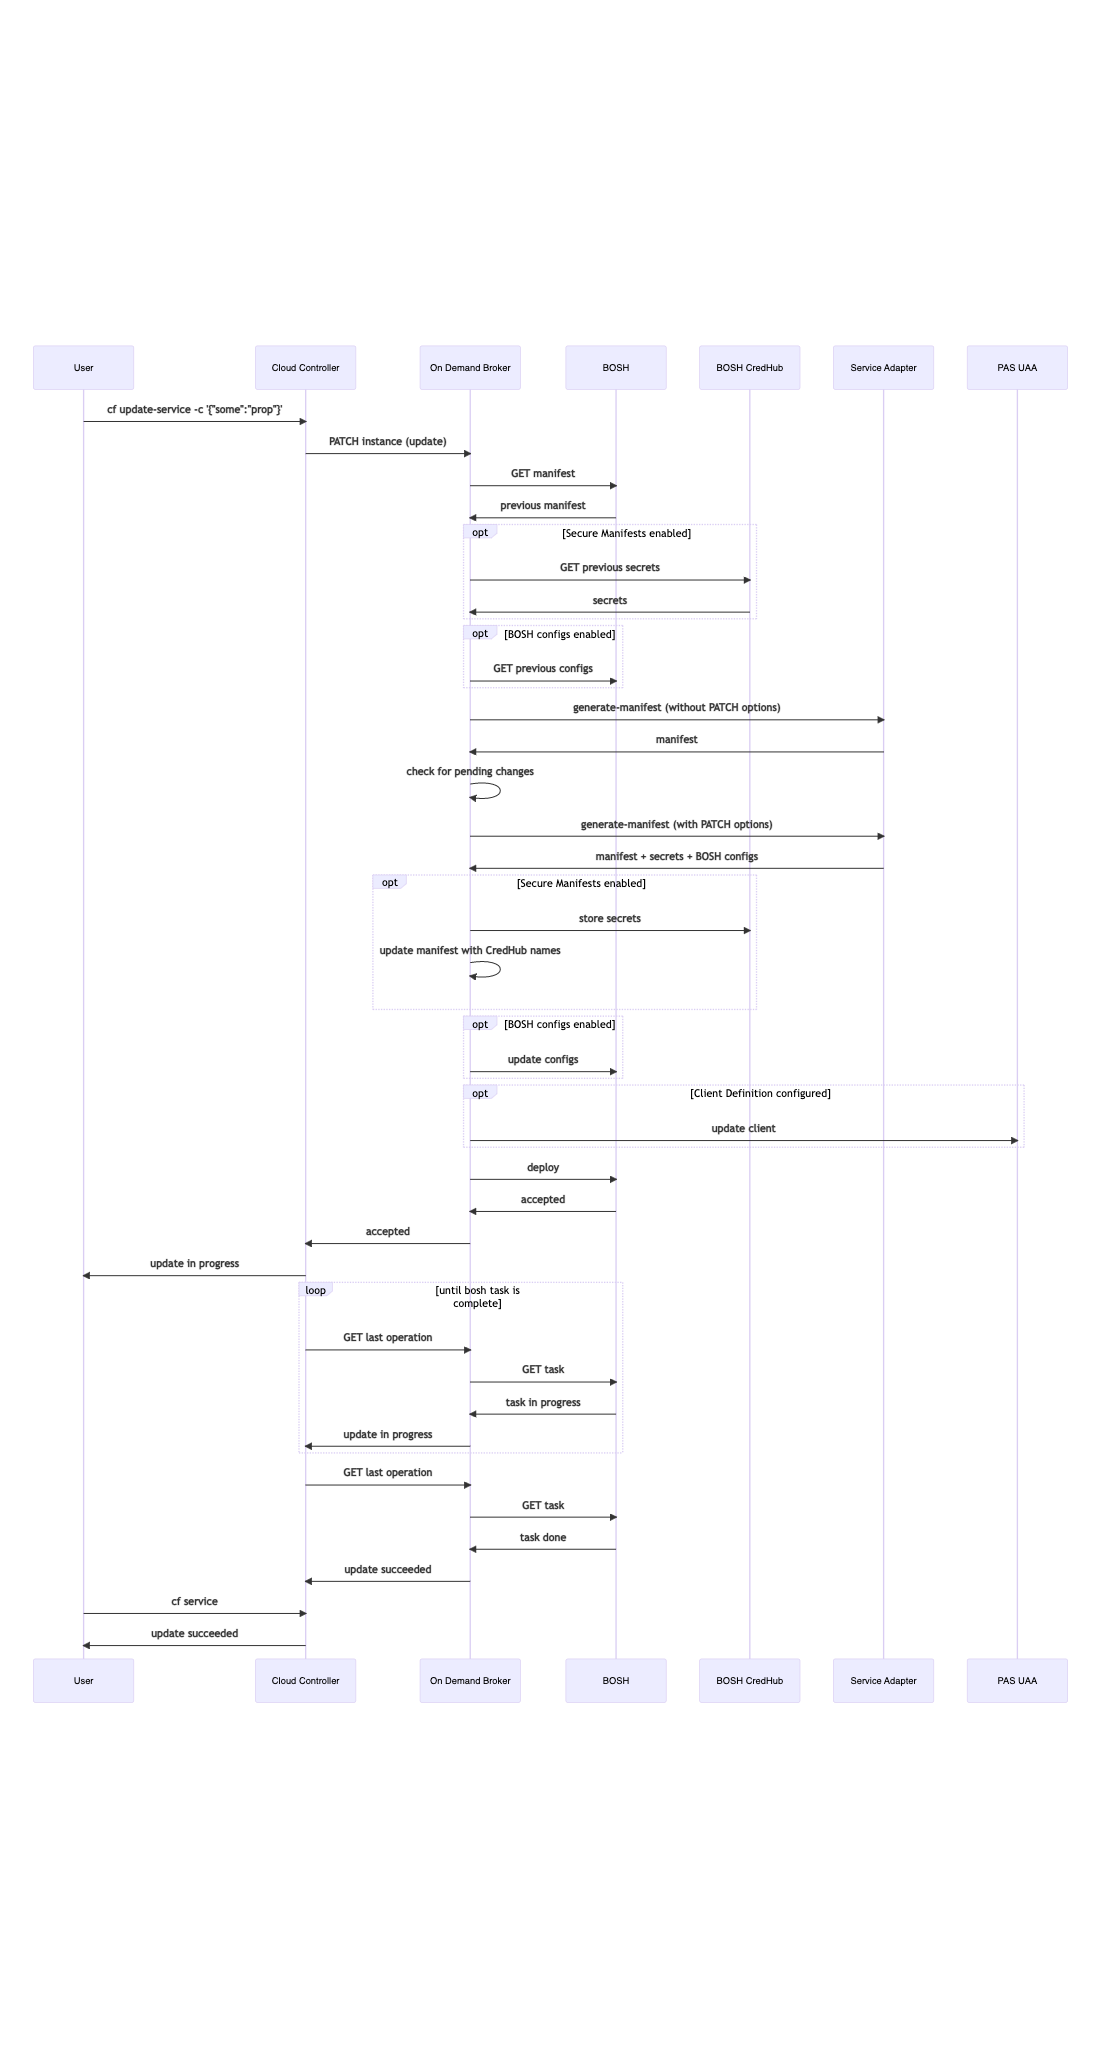 User
Cloud Controller
On Demand Broker
BOSH
BOSH CredHub
Service Adapter
PAS UAA
cf update-service -c '{"some":"prop"}'
PATCH instance (update)
GET manifest
previous manifest
opt
[Secure Manifests enabled]
GET previous secrets
secrets
opt
[BOSH configs enabled]
GET previous configs
generate-manifest (without PATCH options)
manifest
check for pending changes
generate-manifest (with PATCH options)
manifest + secrets + BOSH configs
opt
[Secure Manifests enabled]
store secrets
update manifest with CredHub names
opt
[BOSH configs enabled]
update configs
opt
[Client Definition configured]
update client
deploy
accepted
accepted
update in progress
loop
[until bosh task is
complete]
GET last operation
GET task
task in progress
update in progress
GET last operation
GET task
task done
update succeeded
cf service
update succeeded
User
Cloud Controller
On Demand Broker
BOSH
BOSH CredHub
Service Adapter
PAS UAA